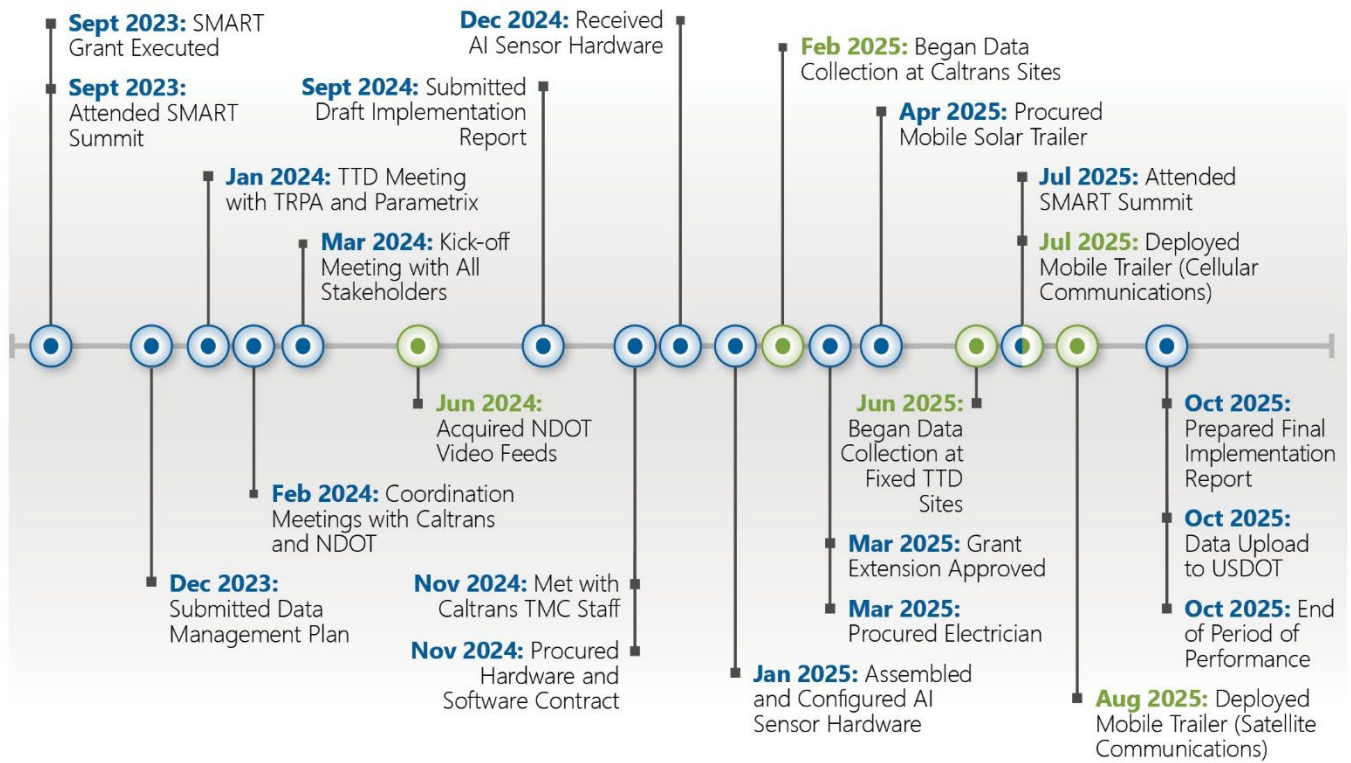 Sept 2023: SMART
Grant Executed
Sept 2023:
Attended SMART
Summit
Dec 2023:
Submitted Data
Management Plan
Jan 2024: TTD Meeting
with TRPA and Parametrix
Feb 2024: Coordination
Meetings with Caltrans
and NDOT
Mar 2024: Kick-off
Meeting with All
Stakeholders
Jun 2024:
Acquired NDOT
Video Feeds
Sept 2024: Submitted
Draft Implementation
Report
Nov 2024: Met with
Caltrans TMC Staff
Nov 2024: Procured
Hardware and
Software Contract
Dec 2024: Received
AI Sensor Hardware
Jan 2025: Assembled
and Configured AI
Sensor Hardware
Feb 2025: Began Data
Collection at Caltrans Sites
Mar 2025: Grant
Extension Approved
Mar 2025:
Procured Electrician
Apr 2025: Procured
Mobile Solar Trailer
Jun 2025:
Began Data
Collection at
Fixed TTD
Sites
Jul 2025: Attended
SMART Summit
Jul 2025: Deployed
Mobile Trailer (Cellular
Communications)
Aug 2025: Deployed
Mobile Trailer (Satellite
Communications)
Oct 2025:
Prepared Final
Implementation
Report
Oct 2025:
Data Upload
to USDOT
Oct 2025: End
of Period of
Performance